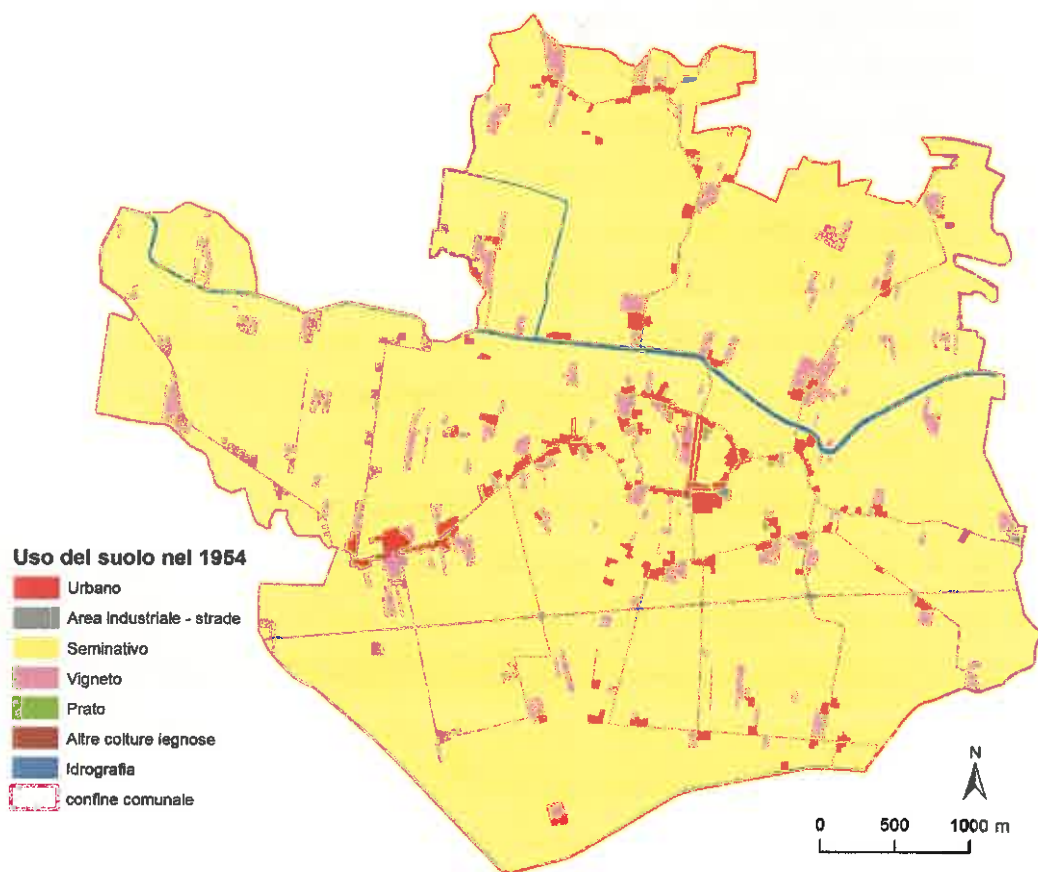 Uso del suolo nel 1954
Urbano
Area industriale - strade
Seminativo
Vigneto
Prato
Altre colture legnose
Idrografia
confine comunale
N
0 500 1000 m